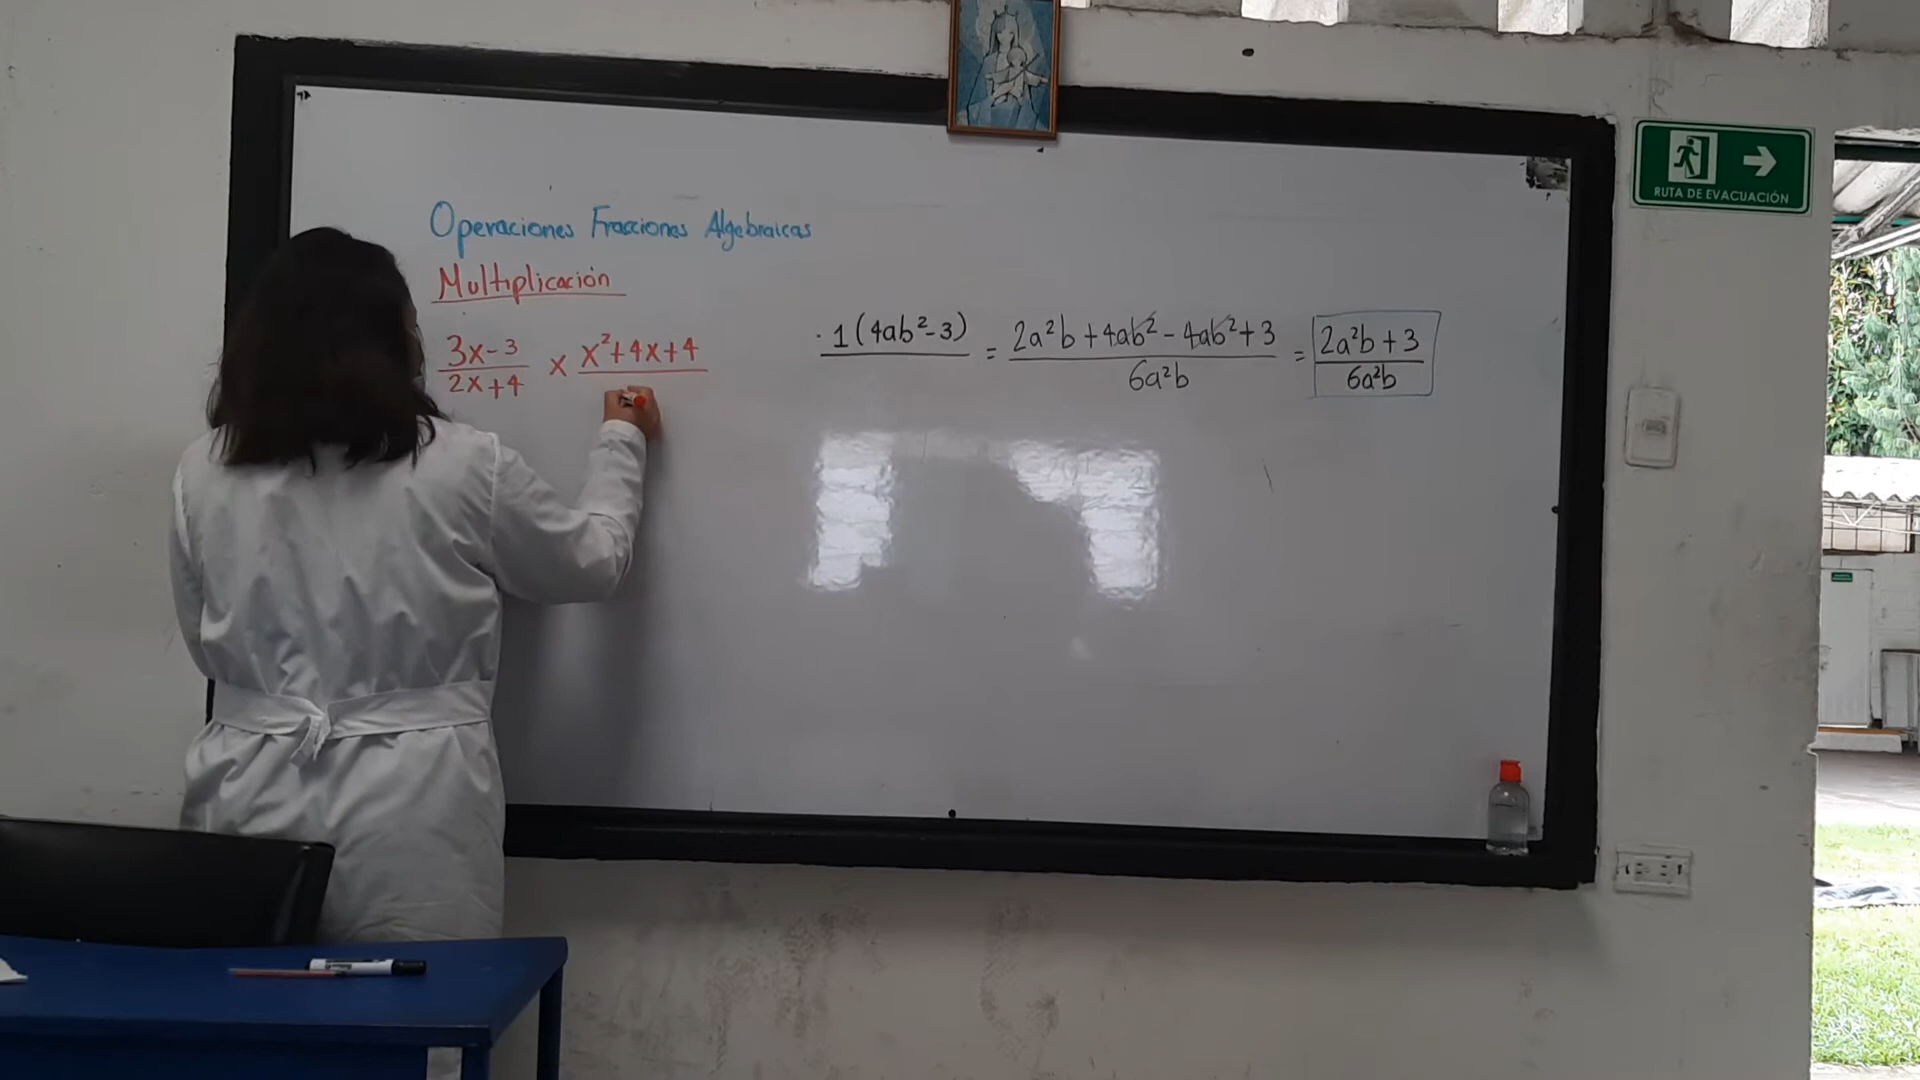 Operaciones Fracciones Algebraicas
Multiplicación
3x-3 / 2x+4 × x²+4x+4
· 1(4ab²-3) = 2a²b + 4ab² - 4ab² + 3 / 6a²b = 2a²b + 3 / 6a²b
RUTA DE EVACUACIÓN